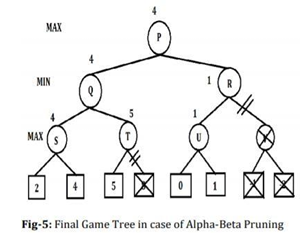 4
MAX
P
4
MIN
1
Q
R
4
5
1
MAX
S
T
U
2
4
5
0
1
Fig-5: Final Game Tree in case of Alpha-Beta Pruning